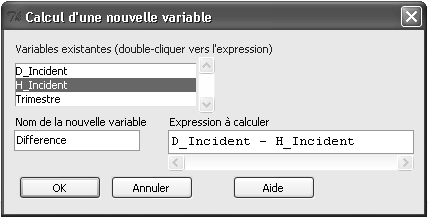 Calcul d'une nouvelle variable
Variables existantes (double-cliquer vers l'expression)
D_Incident
H_Incident
Trimestre
Nom de la nouvelle variable
Expression à calculer
Difference
D_Incident - H_Incident
OK
Annuler
Aide